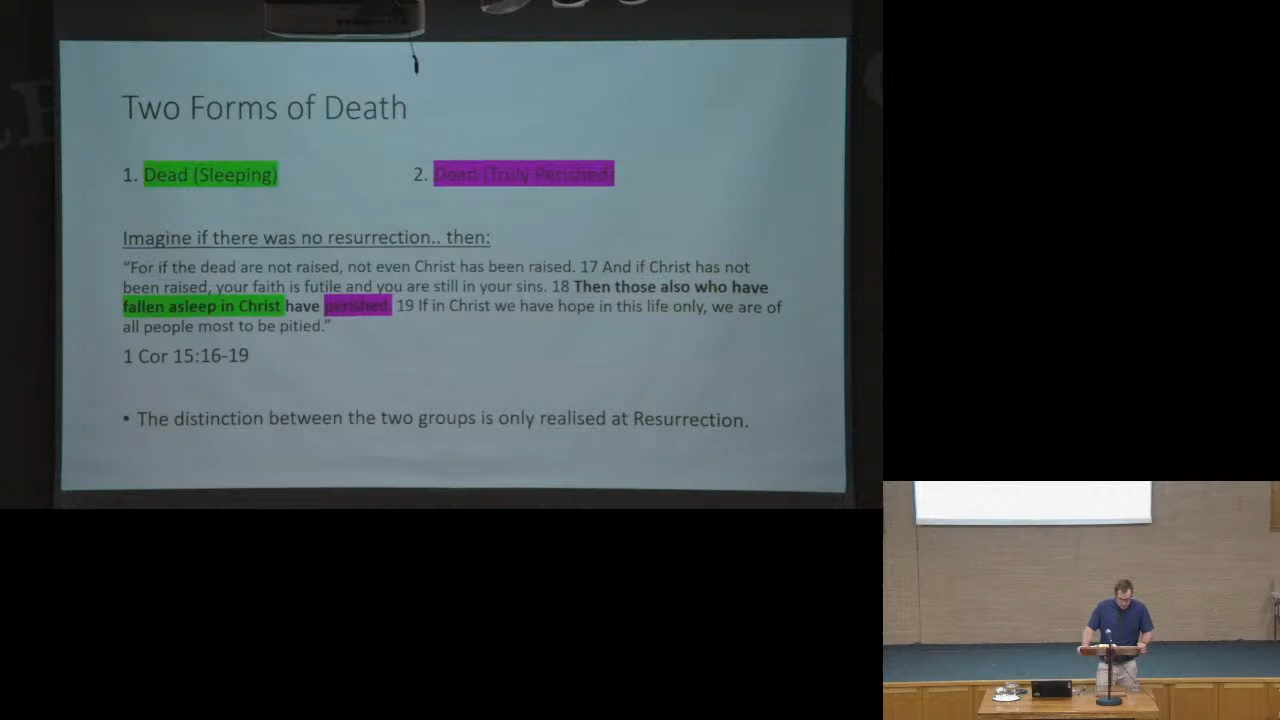 Two Forms of Death
1. Dead (Sleeping) 2. Dead (Truly Perished)
Imagine if there was no resurrection.. then:
“For if the dead are not raised, not even Christ has been raised. 17 And if Christ has not
been raised, your faith is futile and you are still in your sins. 18 Then those also who have
fallen asleep in Christ have perished. 19 If in Christ we have hope in this life only, we are of
all people most to be pitied.”
1 Cor 15:16-19
• The distinction between the two groups is only realised at Resurrection.